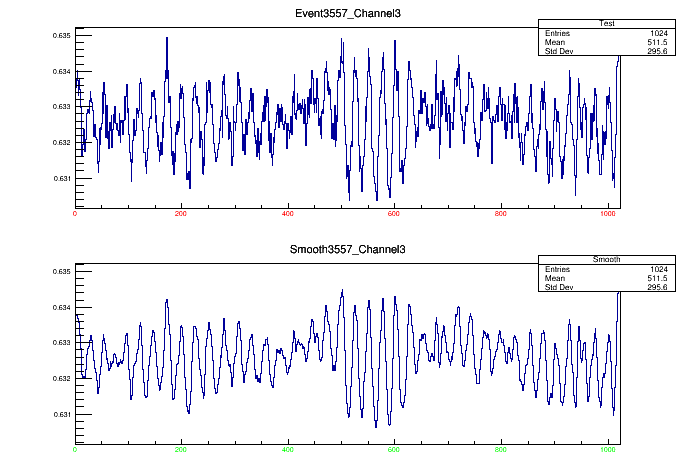 Event3557_Channel3
Test
Entries 1024
Mean 511.5
Std Dev 295.6
0.635
0.634
0.633
0.632
0.631
0 200 400 600 800 1000
Smooth3557_Channel3
Smooth
Entries 1024
Mean 511.5
Std Dev 295.6
0.635
0.634
0.633
0.632
0.631
0 200 400 600 800 1000